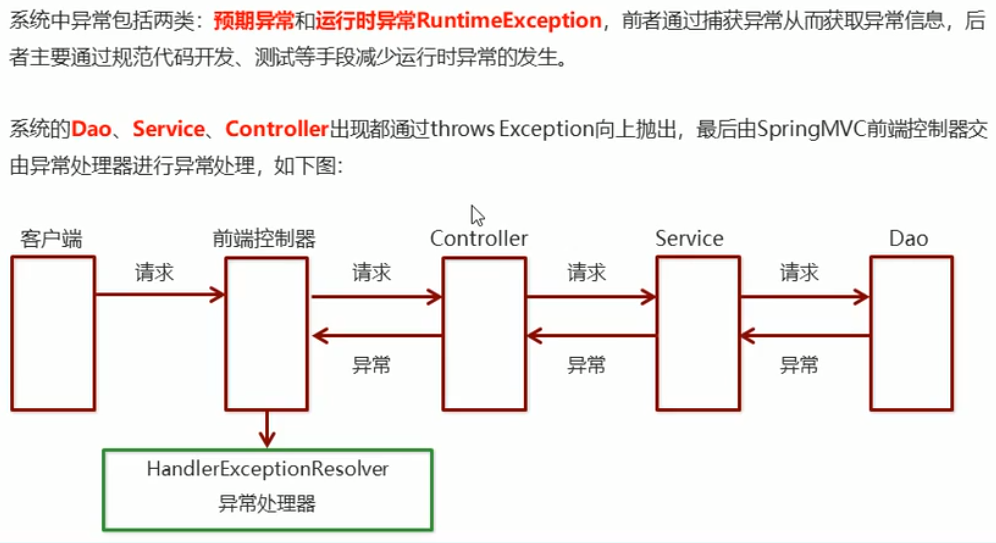 系统中异常包括两类：预期异常和运行时异常RuntimeException，前者通过捕获异常从而获取异常信息，后
者主要通过规范代码开发、测试等手段减少运行时异常的发生。
系统的Dao、Service、Controller出现都通过throws Exception向上抛出，最后由SpringMVC前端控制器交
由异常处理器进行异常处理，如下图：
客户端 前端控制器 Controller Service Dao
请求 请求 请求 请求
异常 异常 异常
HandlerExceptionResolver
异常处理器